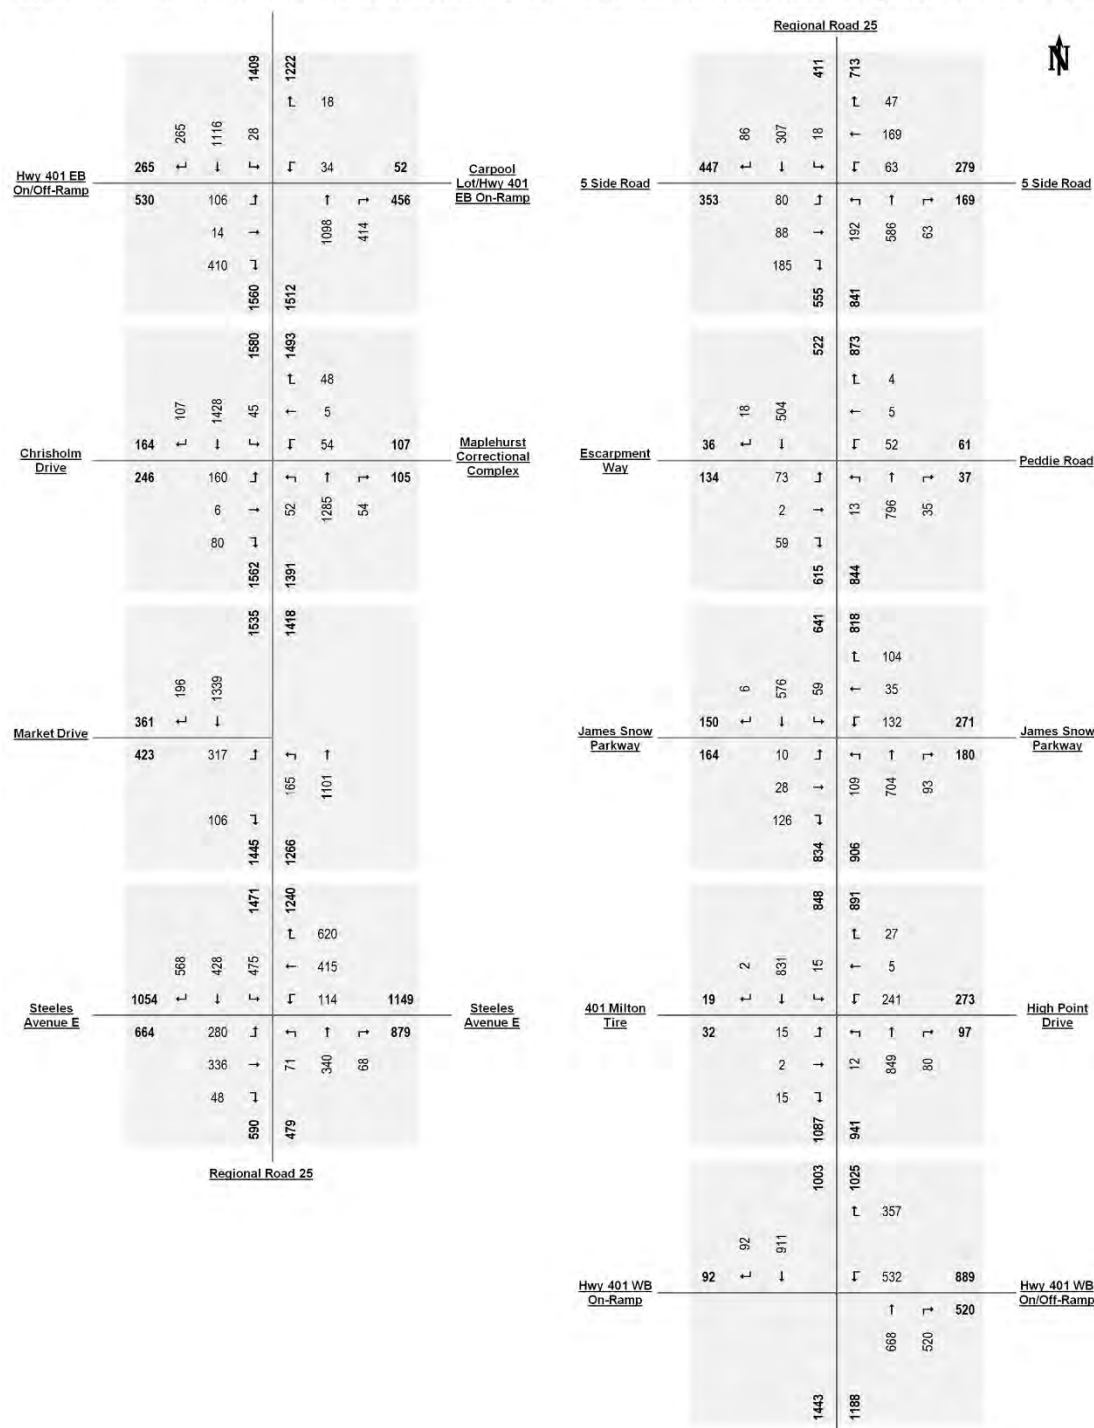 1409 1222
18
265 1116 28
265 34 52
Hwy 401 EB
On/Off-Ramp
Carpool
Lot/Hwy 401
EB On-Ramp
530 106 456
14 1098 414
410
1560 1512
1580 1493
48
107 1428 45 5
164 54 107
Chrisholm
Drive
Maplehurst
Correctional
Complex
246 160 105
6 52 1285 54
80
1562 1391
1535 1418
196 1339
361
Market Drive
423 317
165 1101
106
1445 1266
1471 1240
620
568 428 475 415
1054 114 1149
Steeles
Avenue E
Steeles
Avenue E
664 280 879
336 71 340 68
48
590 479
Regional Road 25
Regional Road 25
N
411 713
47
86 307 18 169
447 63 279
5 Side Road
5 Side Road
353 80 169
88 192 586 63
185
555 841
522 873
4
18 504 5
36 52 61
Escarpment
Way
Peddie Road
134 73 37
2 13 796 35
59
615 844
641 818
104
6 576 59 35
150 132 271
James Snow
Parkway
James Snow
Parkway
164 10 180
28 109 704 93
126
834 906
848 891
27
2 831 15 5
19 241 273
401 Milton
Tire
High Point
Drive
32 15 97
2 12 849 80
15
1087 941
1003 1025
357
92 911
92 532 889
Hwy 401 WB
On-Ramp
Hwy 401 WB
On/Off-Ramp
520
668 520
1443 1188